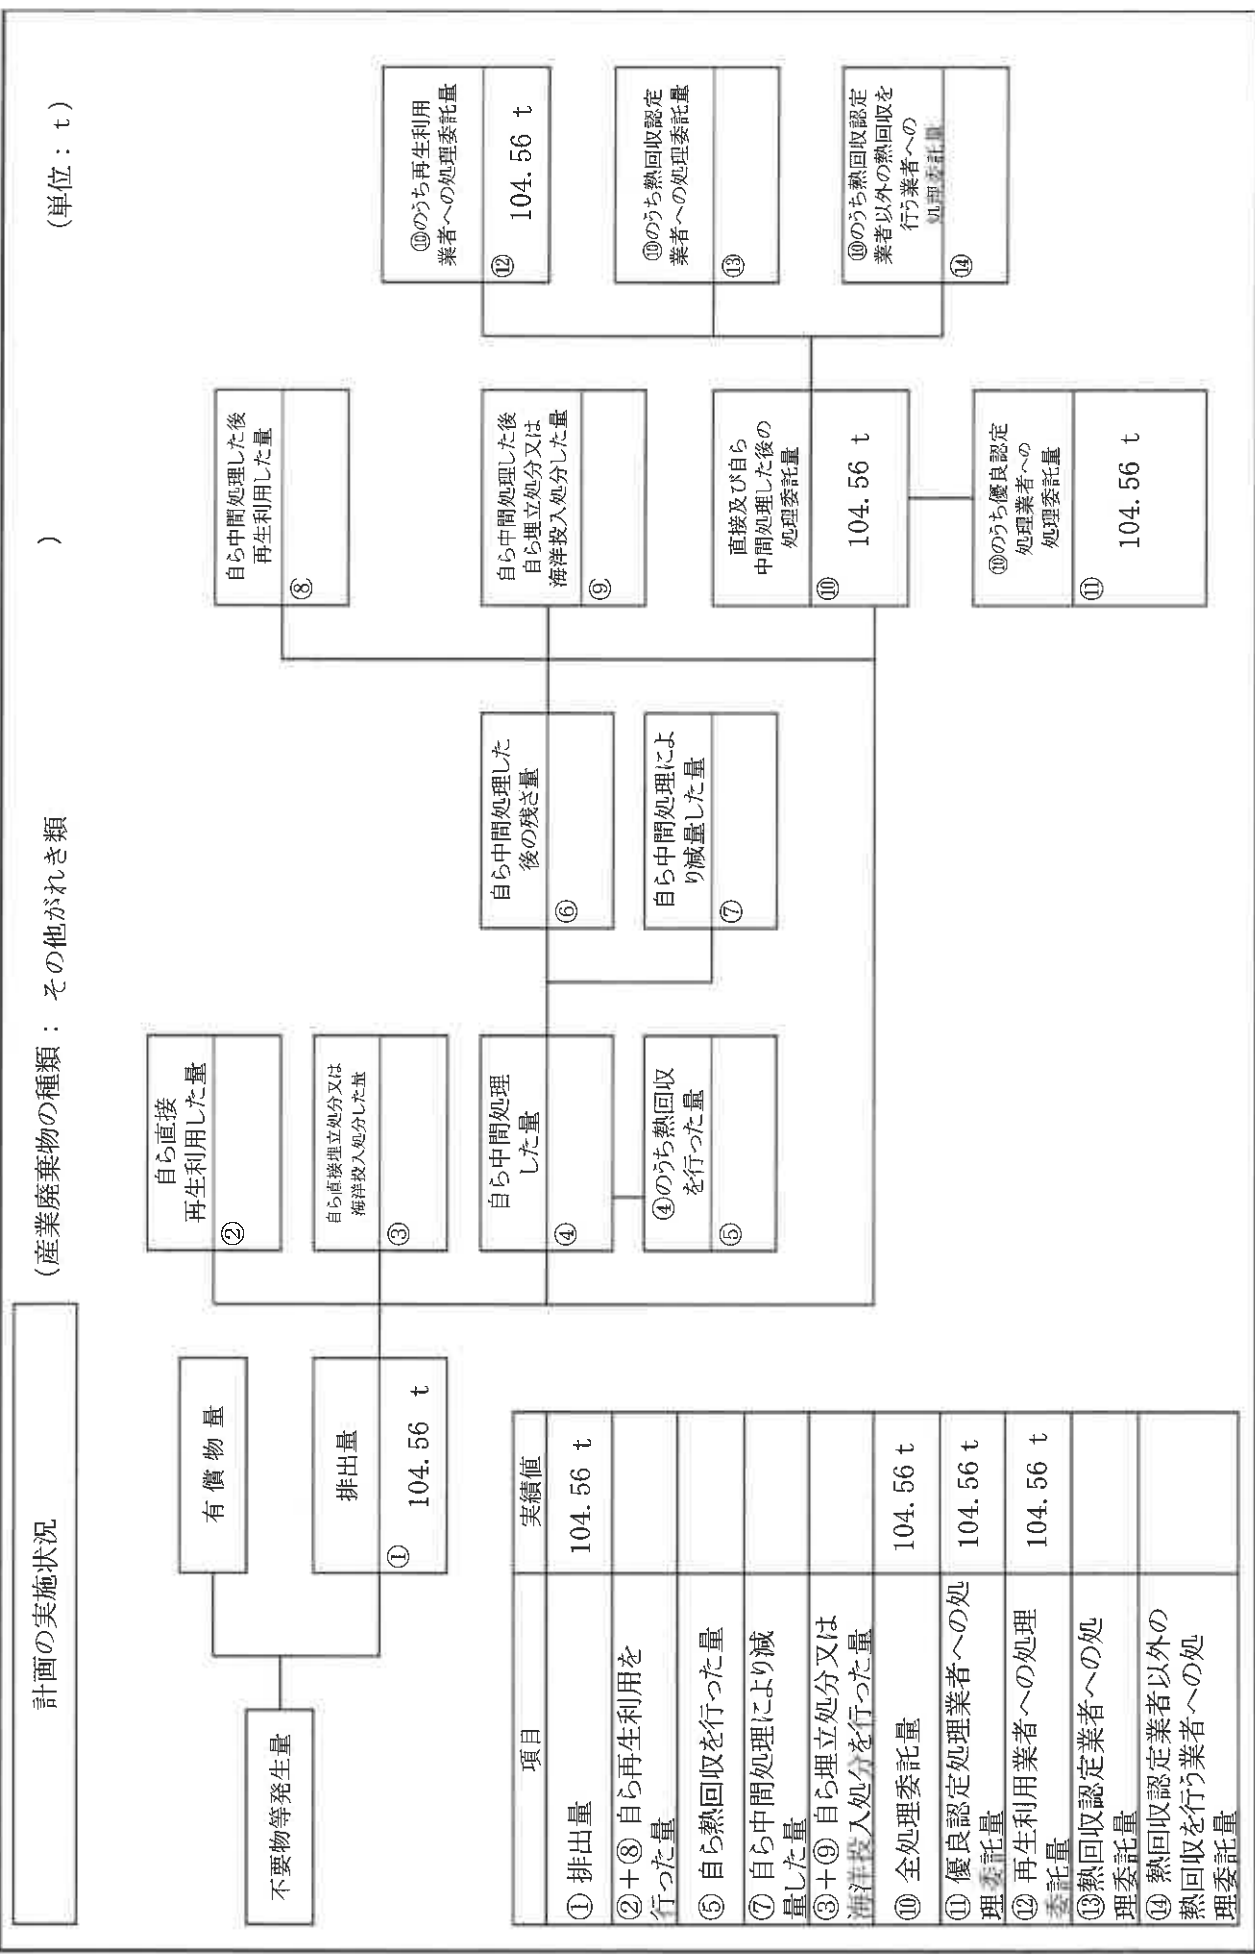 計画の実施状況
(産業廃棄物の種類： その他がれき類
)
(単位：t)
不要物等発生量
有償物量
排出量
①
104.56 t
自ら直接
再生利用した量
②
自ら直接埋立処分又は
海洋投入処分した量
③
自ら中間処理
した量
④
④のうち熱回収
を行った量
⑤
自ら中間処理した
後の残さ量
⑥
自ら中間処理によ
り減量した量
⑦
自ら中間処理した後
再生利用した量
⑧
自ら中間処理した後
自ら埋立処分又は
海洋投入処分した量
⑨
直接及び自ら
中間処理した後の
処理委託量
⑩
104.56 t
⑩のうち優良認定
処理業者への
処理委託量
⑪
104.56 t
⑩のうち再生利用
業者への処理委託量
⑫
104.56 t
⑩のうち熱回収認定
業者への処理委託量
⑬
⑩のうち熱回収認定
業者以外の熱回収を
行う業者への
処理委託量
⑭
項目 実績値
① 排出量 104.56 t
②+⑧ 自ら再生利用を
行った量
⑤ 自ら熱回収を行った量
⑦ 自ら中間処理により減
量した量
③+⑨ 自ら埋立処分又は
海洋投入処分を行った量
⑩ 全処理委託量 104.56 t
⑪ 優良認定処理業者への処
理委託量 104.56 t
⑫ 再生利用業者への処理
委託量 104.56 t
⑬熱回収認定業者への処
理委託量
⑭ 熱回収認定業者以外の
熱回収を行う業者への処
理委託量